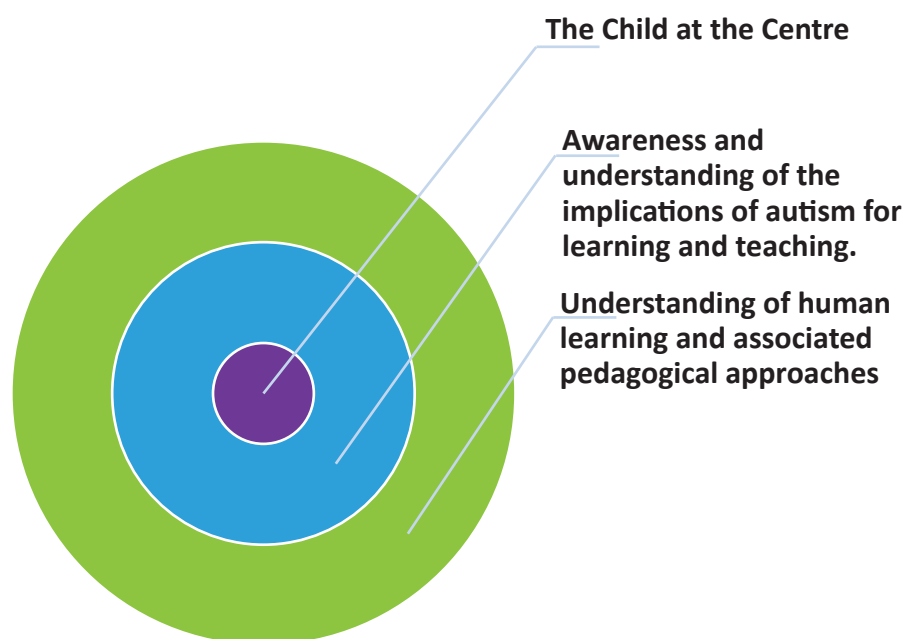 The Child at the Centre
Awareness and
understanding of the
implications of autism for
learning and teaching.
Understanding of human
learning and associated
pedagogical approaches